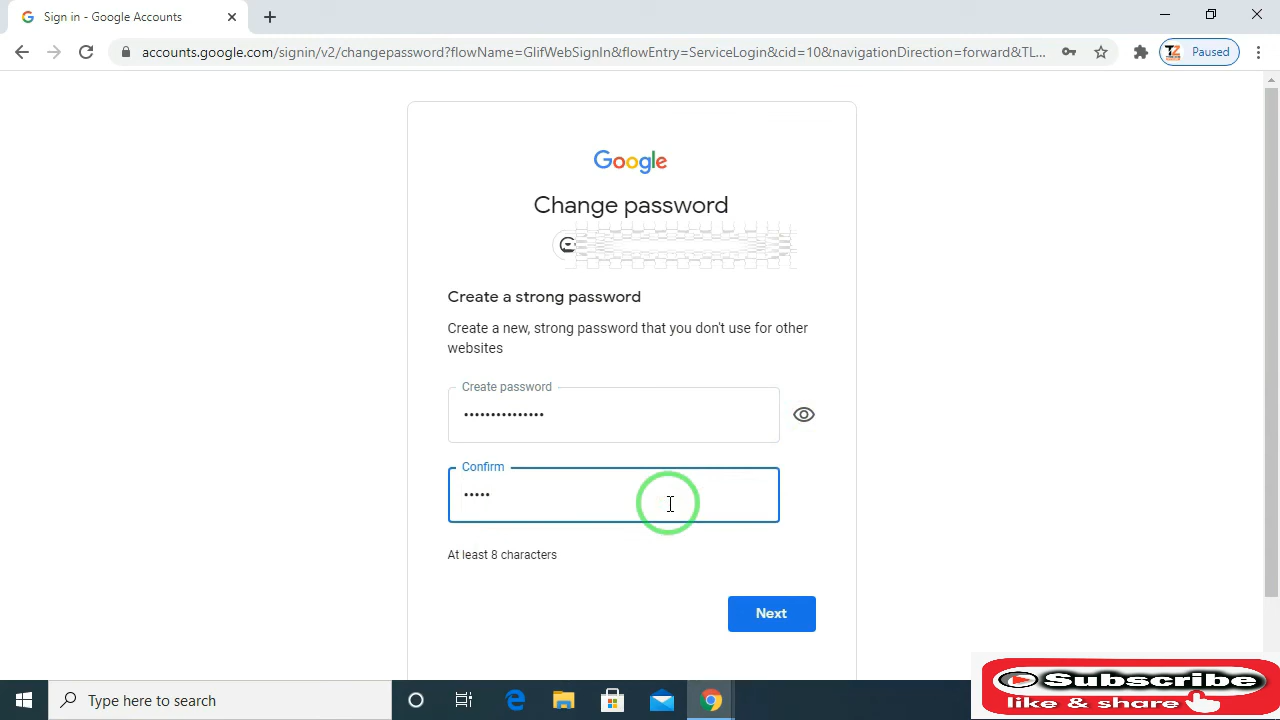 Sign in - Google Accounts
accounts.google.com/signin/v2/changepassword?flowName=GlifWebSignIn&flowEntry=ServiceLogin&cid=10&navigationDirection=forward&TL...
TZ
Paused
Google
Change password
Create a strong password
Create a new, strong password that you don't use for other
websites
Create password
•••••••••••••••
Confirm
•••••
At least 8 characters
Next
Subscribe
like & share
Type here to search